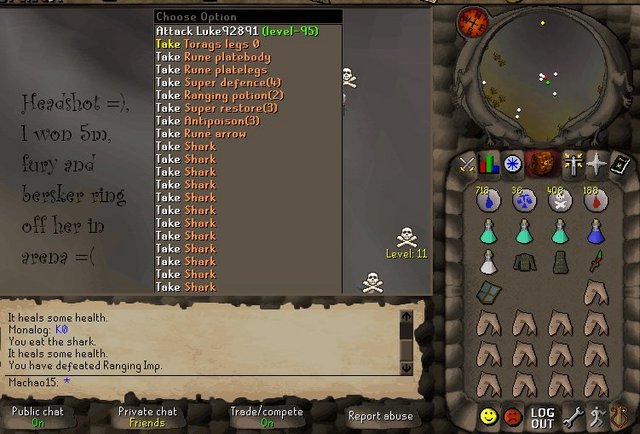 Choose Option
Attack Luke92891 (level-95)
Take Torags legs 0
Take Rune platebody
Take Rune platelegs
Take Super defence(4)
Take Ranging potion(2)
Take Super restore(3)
Take Antipoison(3)
Take Rune arrow
Take Shark
Take Shark
Take Shark
Take Shark
Take Shark
Take Shark
Take Shark
Take Shark
Take Shark
Take Shark
Take Shark
Take Shark
Headshot =),
I won 5m,
fury and
bersker ring
off her in
arena =(
Level: 11
718 36 408 188
It heals some health.
Monalog: K0
You eat the shark.
It heals some health.
You have defeated Ranging Imp.
Machao15: *
Public chat
On
Private chat
Friends
Trade/compete
On
Report abuse
LOG
OUT